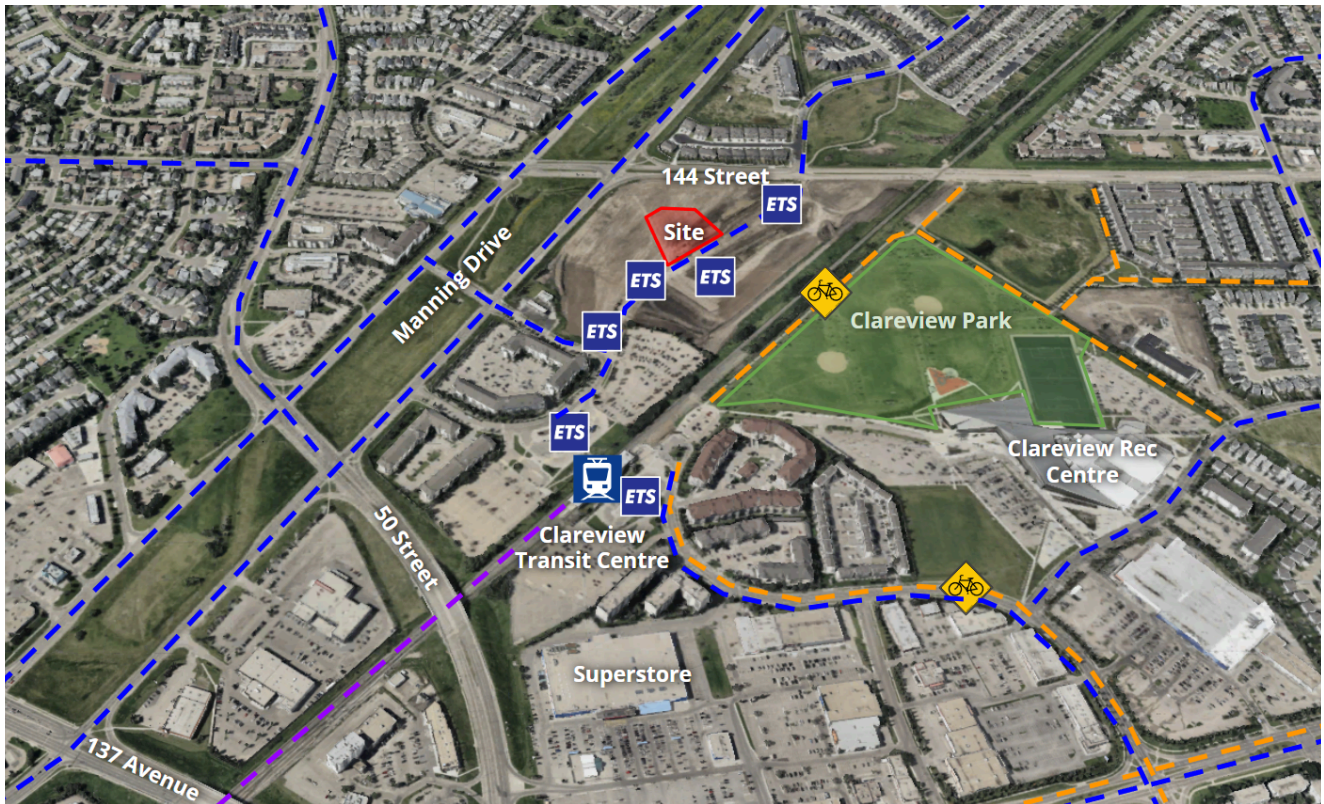 144 Street
ETS
Site
ETS
ETS
Manning Drive
ETS
Clareview Park
ETS
Clareview Rec
Centre
ETS
50 Street
Clareview
Transit Centre
Superstore
137 Avenue